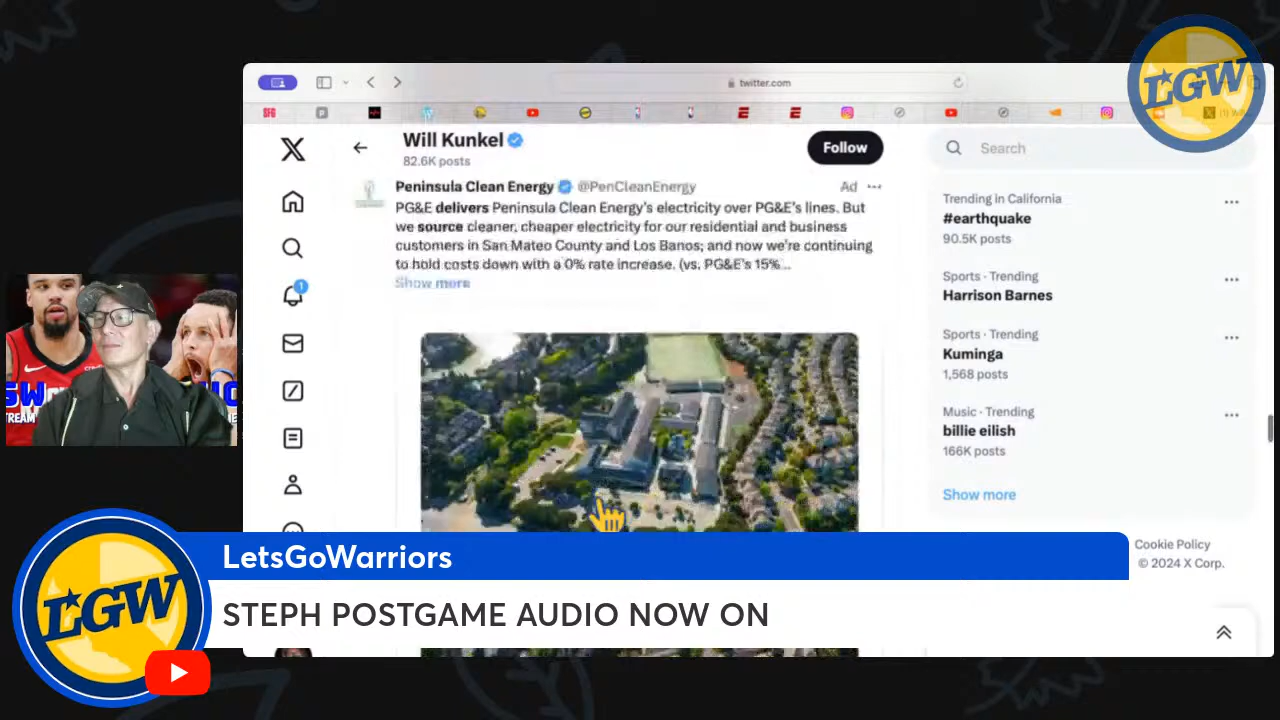 LGW
twitter.com
SFG
Will Kunkel
82.6K posts
Follow
Search
Peninsula Clean Energy @PenCleanEnergy
Ad
PG&E delivers Peninsula Clean Energy's electricity over PG&E's lines. But
we source cleaner, cheaper electricity for our residential and business
customers in San Mateo County and Los Banos; and now we're continuing
to hold costs down with a 0% rate increase. (vs. PG&E's 15%...
Show more
Trending in California
#earthquake
90.5K posts
Sports · Trending
Harrison Barnes
Sports · Trending
Kuminga
1,568 posts
Music · Trending
billie eilish
166K posts
Show more
Cookie Policy
© 2024 X Corp.
1
LetsGoWarriors
STEPH POSTGAME AUDIO NOW ON
LGW